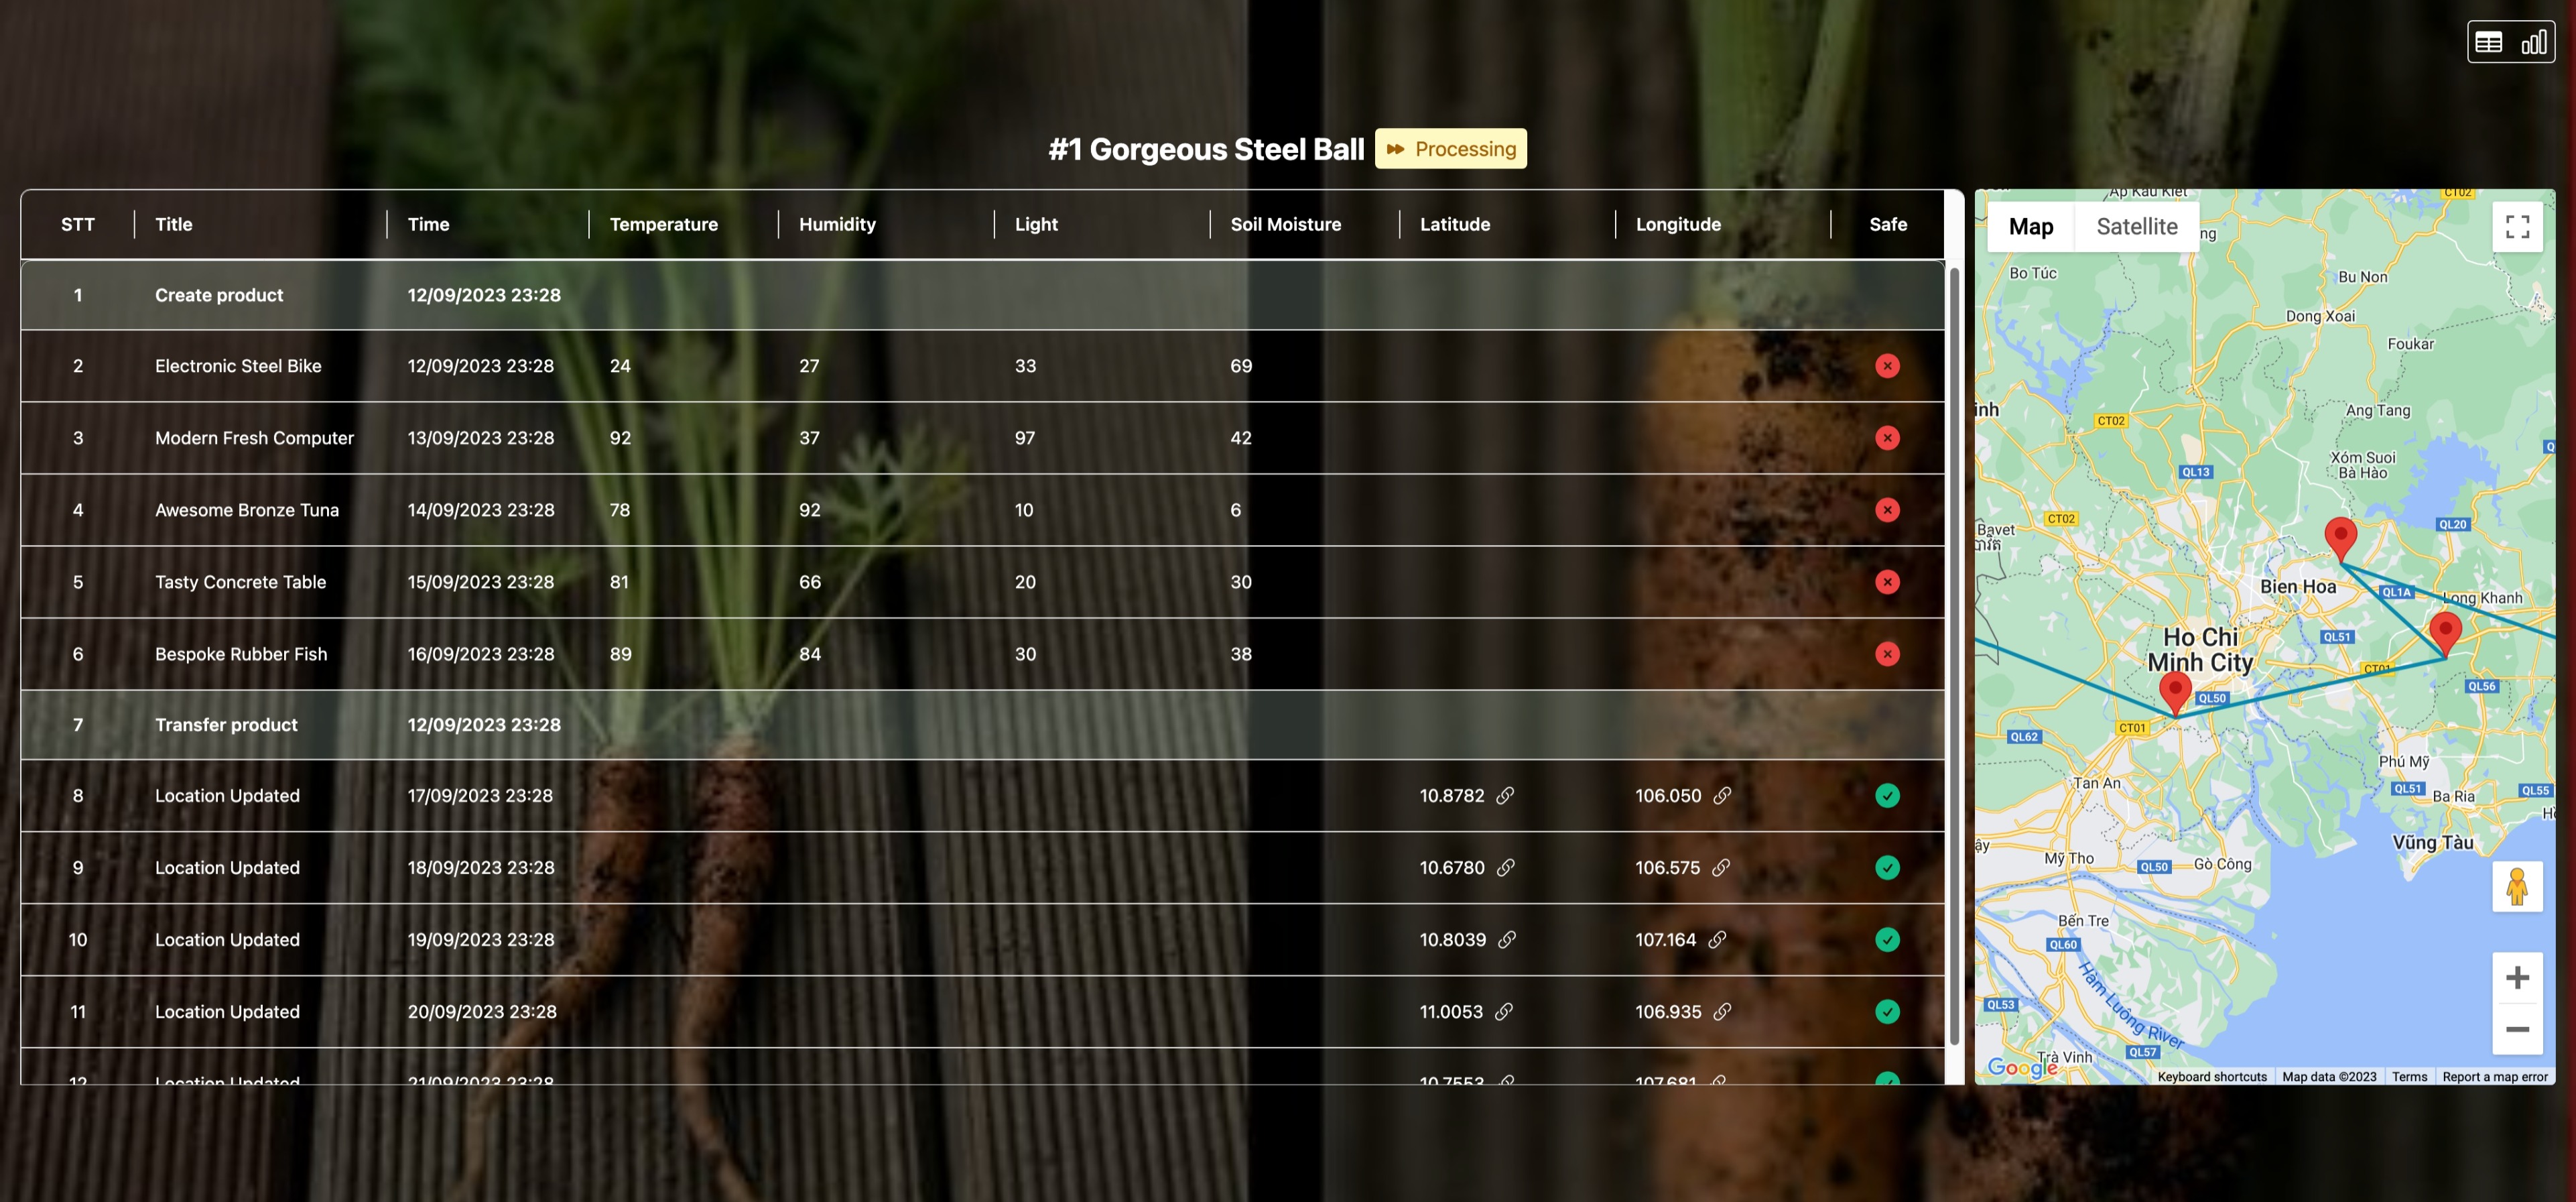 #1 Gorgeous Steel Ball Processing
STT Title Time Temperature Humidity Light Soil Moisture Latitude Longitude Safe
1 Create product 12/09/2023 23:28
2 Electronic Steel Bike 12/09/2023 23:28 24 27 33 69
3 Modern Fresh Computer 13/09/2023 23:28 92 37 97 42
4 Awesome Bronze Tuna 14/09/2023 23:28 78 92 10 6
5 Tasty Concrete Table 15/09/2023 23:28 81 66 20 30
6 Bespoke Rubber Fish 16/09/2023 23:28 89 84 30 38
7 Transfer product 12/09/2023 23:28
8 Location Updated 17/09/2023 23:28 10.8782 106.050
9 Location Updated 18/09/2023 23:28 10.6780 106.575
10 Location Updated 19/09/2023 23:28 10.8039 107.164
11 Location Updated 20/09/2023 23:28 11.0053 106.935
12 Location Updated 21/09/2023 23:28 10.7553 107.681
CT02
Map Satellite
ng
Bo Túc
Bu Non
Dong Xoai
Foukar
inh
Ang Tang
CT02
Xóm Suoi
Bà Hào
QL13
CT02
QL20
Bavet
Bien Hoa
QL1A
Long Khanh
Ho Chi
Minh City
QL51
CT01
QL56
QL50
CT01
QL62
Phú Mỹ
Tan An
QL51
Ba Ria
QL55
Vũng Tàu
Mỹ Tho
QL50
Gò Công
Bến Tre
QL60
Hàm Luông River
QL53
QL57
Trà Vinh
Google
Keyboard shortcuts Map data ©2023 Terms Report a map error